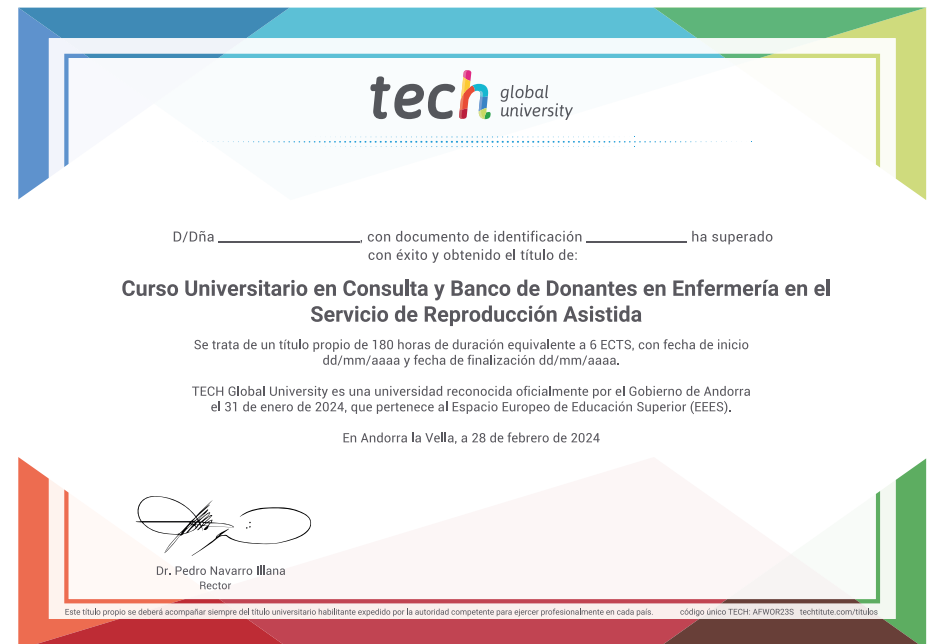 tech global
university
D/Dña ______________, con documento de identificación __________ ha superado
con éxito y obtenido el título de:
Curso Universitario en Consulta y Banco de Donantes en Enfermería en el
Servicio de Reproducción Asistida
Se trata de un título propio de 180 horas de duración equivalente a 6 ECTS, con fecha de inicio
dd/mm/aaaa y fecha de finalización dd/mm/aaaa.
TECH Global University es una universidad reconocida oficialmente por el Gobierno de Andorra
el 31 de enero de 2024, que pertenece al Espacio Europeo de Educación Superior (EEES).
En Andorra la Vella, a 28 de febrero de 2024
Dr. Pedro Navarro Illana
Rector
Este título propio se deberá acompañar siempre del título universitario habilitante expedido por la autoridad competente para ejercer profesionalmente en cada país. código único TECH: AFWOR23S techtitute.com/titulos